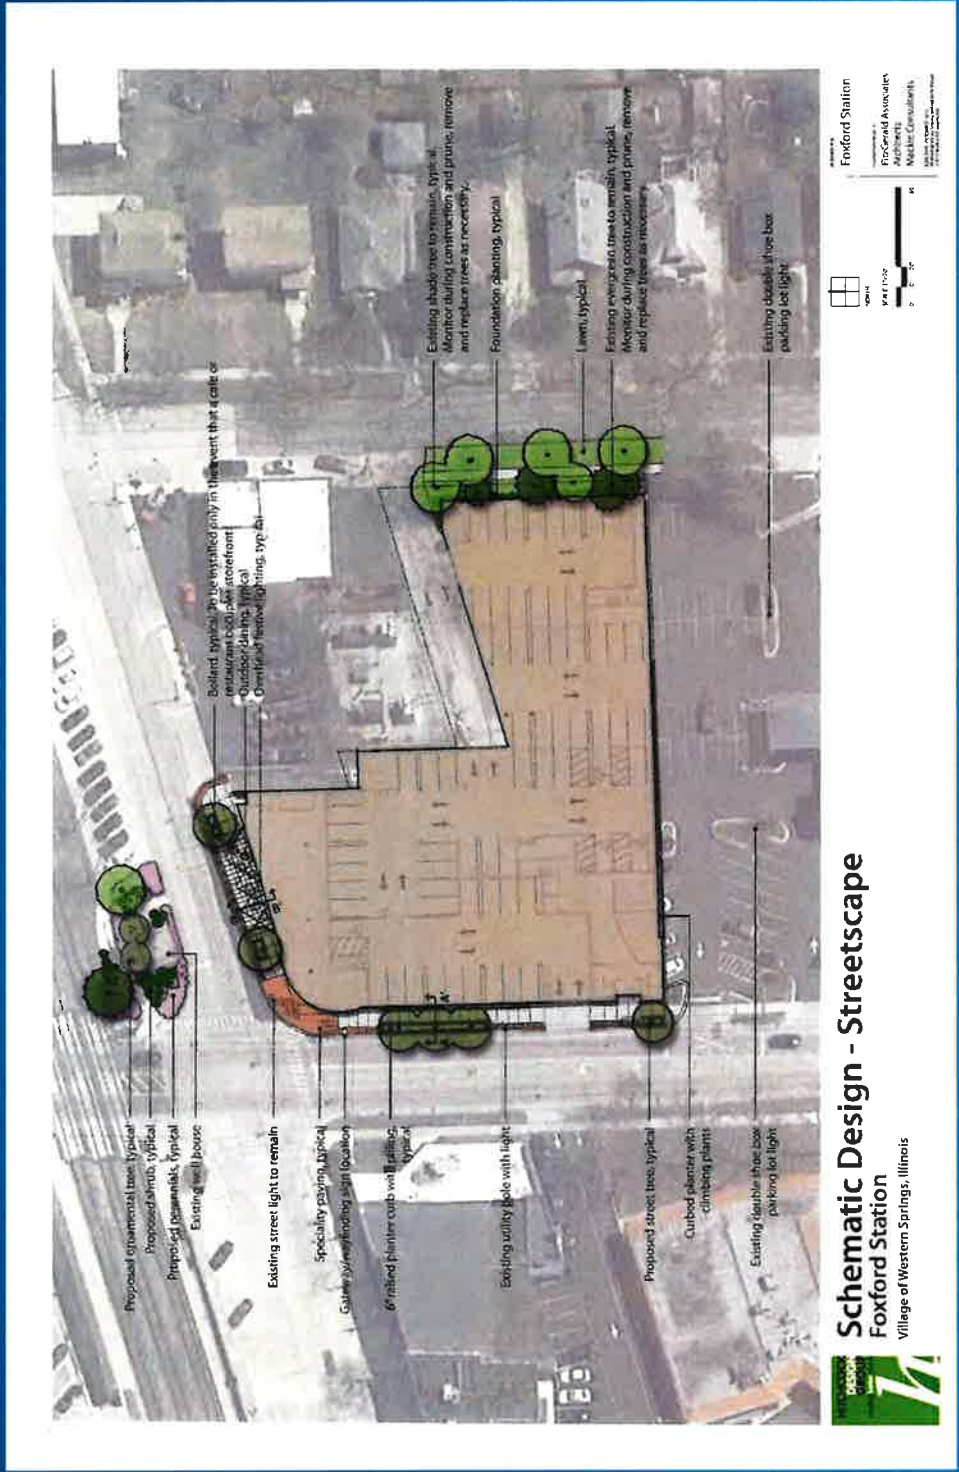 Proposed ornamental tree, typical
Proposed shrub, typical
Proposed perennials, typical
Existing well house
Existing street light to remain
Speciality paving, typical
Gateway/wayfinding sign location
6" raised planter curb with railing,
typical
Existing utility pole with light
Proposed street tree, typical
Curbed planter with
climbing plants
Existing double shoe box
parking lot light
Bollard, typical. To be installed only in the event that a cafe or
restaurant occupies storefront
Outdoor dining, typical
Overhead festive lighting, typical
Existing shade tree to remain, typical.
Monitor during construction and prune, remove
and replace trees as necessary.
Foundation planting, typical
Lawn, typical
Existing evergreen tree to remain, typical.
Monitor during construction and prune, remove
and replace trees as necessary.
Existing double shoe box
parking lot light
A'
B'
Schematic Design - Streetscape
Foxford Station
Village of Western Springs, Illinois
DESIGN
NORTH
Foxford Station
FitzGerald Associates
Architects
Mackie Consultants